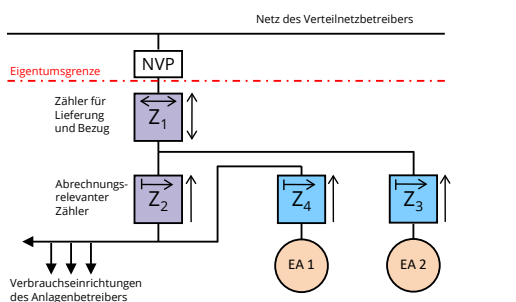 Netz des Verteilnetzbetreibers
NVP
Eigentumsgrenze
Zähler für
Lieferung
und Bezug
Z1
Abrechnungs-
relevanter
Zähler
Z2
Z4
Z3
EA 1
EA 2
Verbrauchseinrichtungen
des Anlagenbetreibers